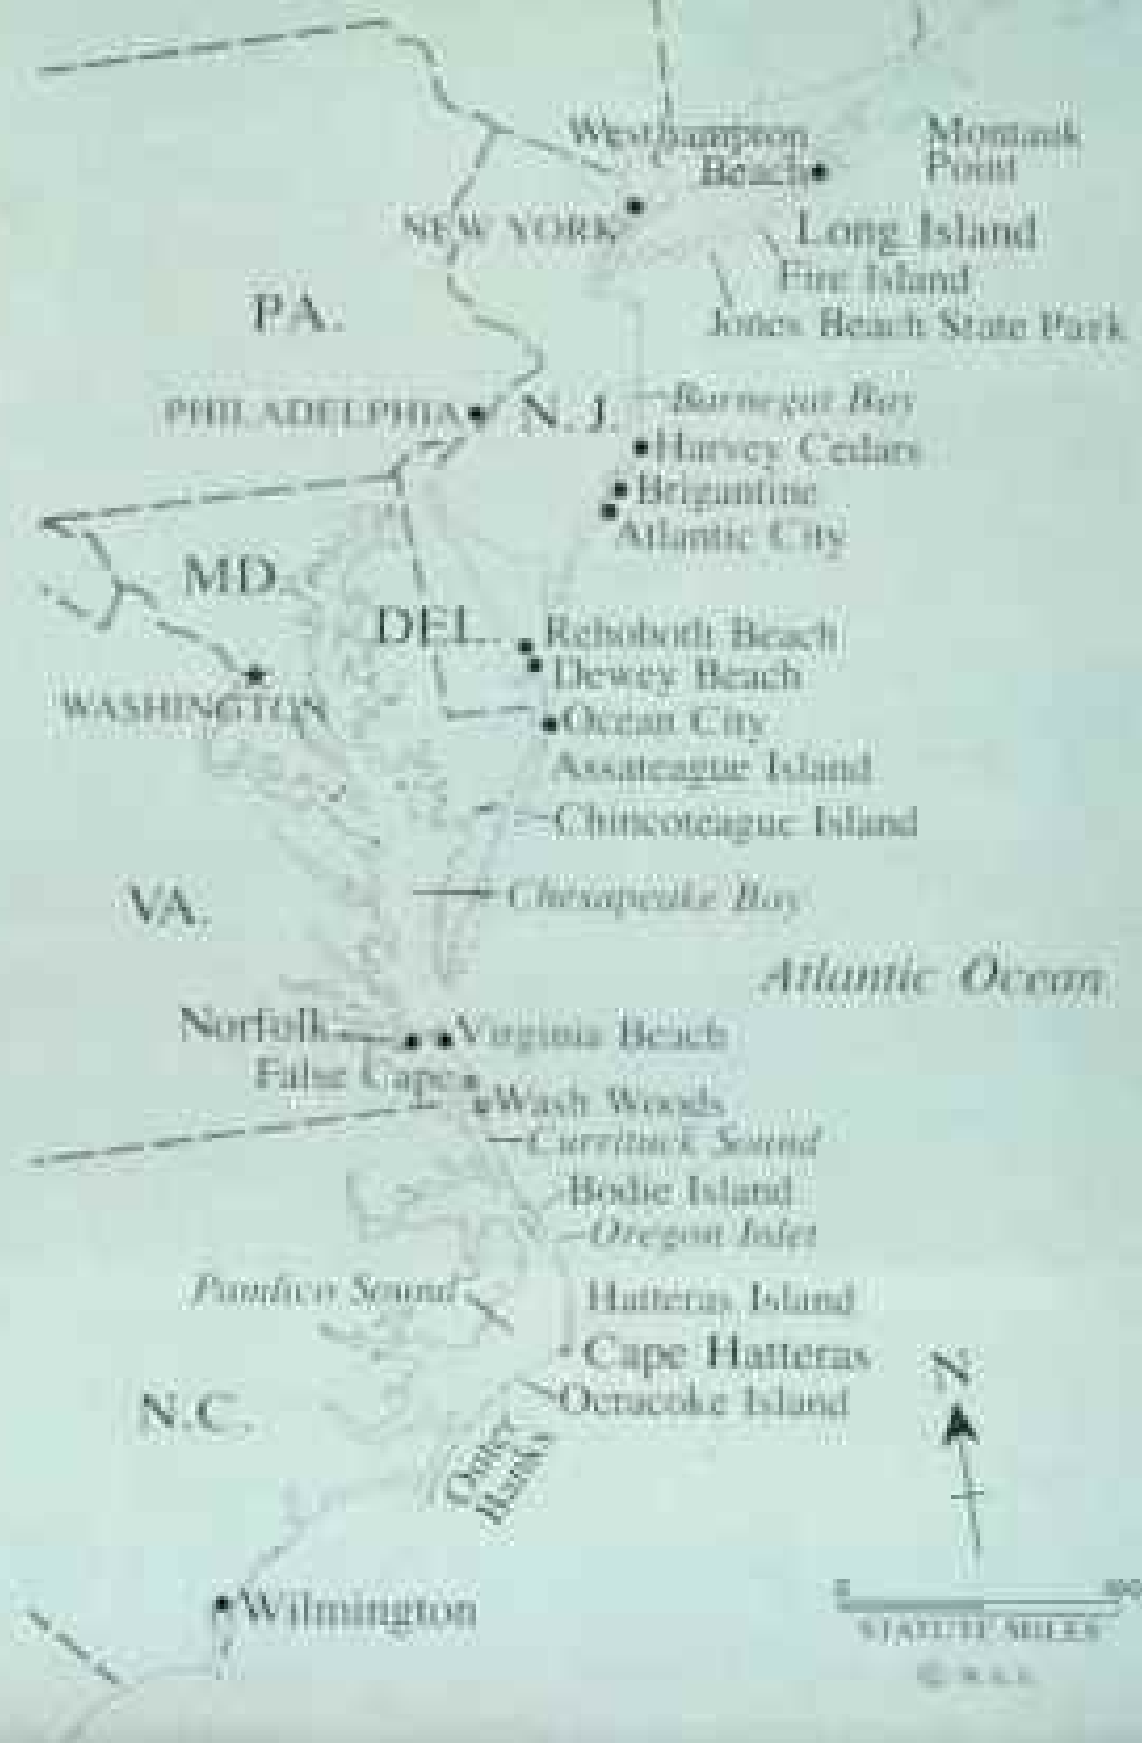 Westhampton
Beach
Montauk
Point
NEW YORK
Long Island
Fire Island
PA.
Jones Beach State Park
PHILADELPHIA
N. J.
Barnegat Bay
Harvey Cedars
Brigantine
Atlantic City
MD.
DEL.
Rehoboth Beach
Dewey Beach
WASHINGTON
Ocean City
Assateague Island
Chincoteague Island
VA.
Chesapeake Bay
Atlantic Ocean
Norfolk
Virginia Beach
False Cape
Wash Woods
Currituck Sound
Bodie Island
Oregon Inlet
Pamlico Sound
Hatteras Island
Cape Hatteras
N
Ocracoke Island
N.C.
Outer
Banks
Wilmington
0
STATUTE MILES